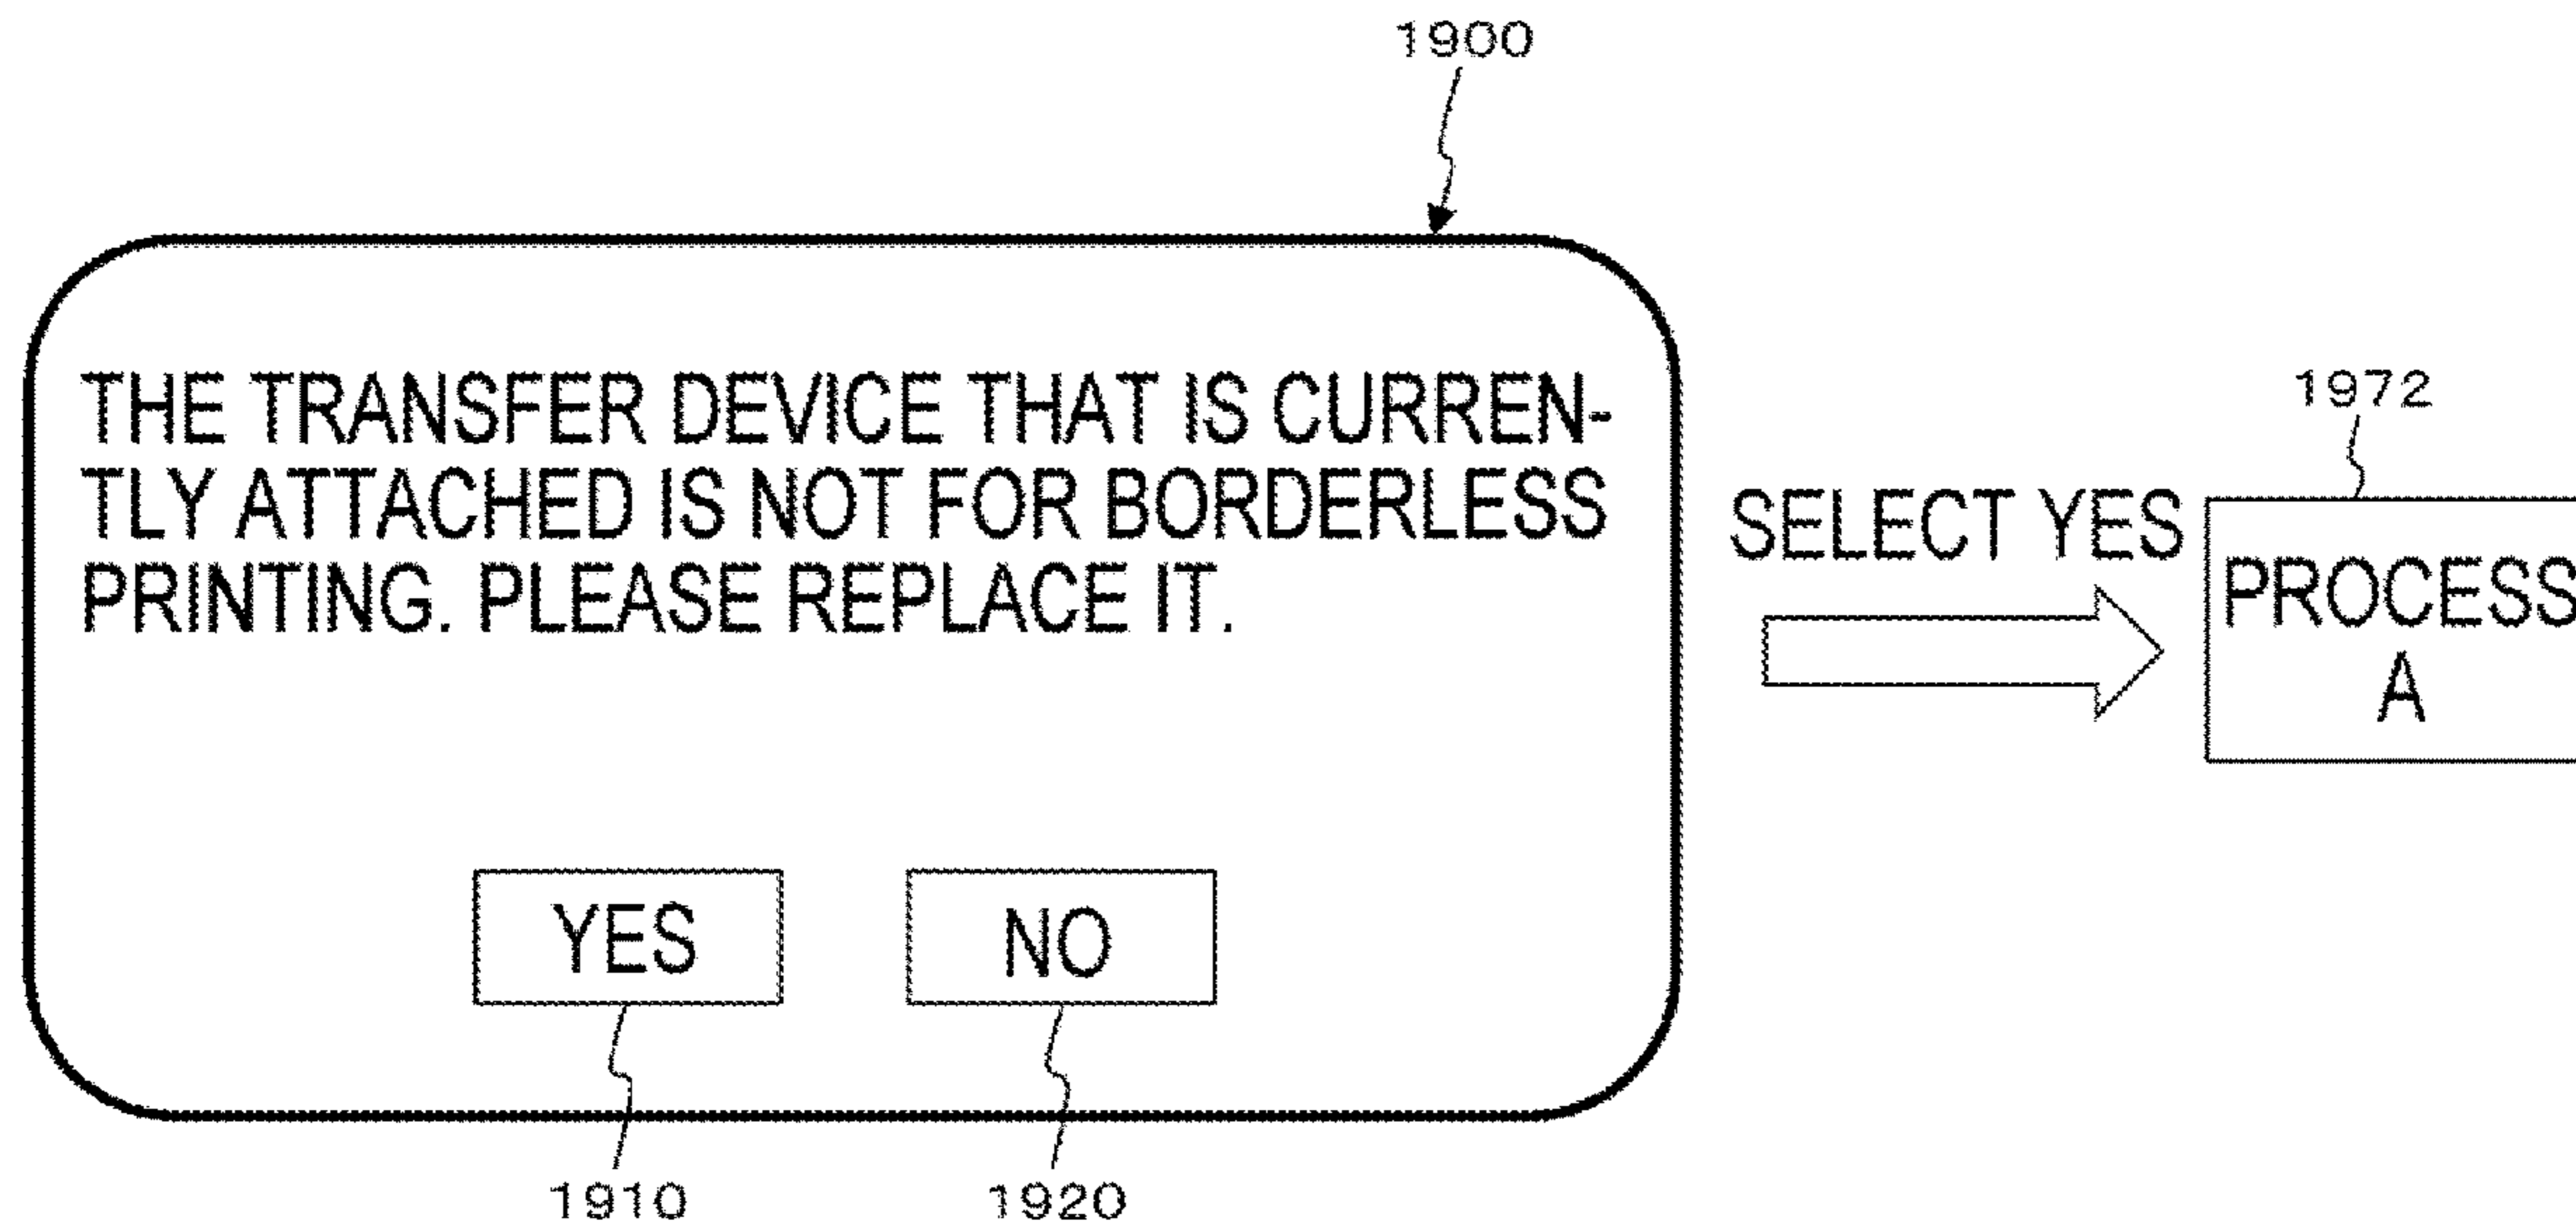 1900
THE TRANSFER DEVICE THAT IS CURREN-
TLY ATTACHED IS NOT FOR BORDERLESS
PRINTING. PLEASE REPLACE IT.
YES
NO
1910
1920
SELECT YES
1972
PROCESS
A